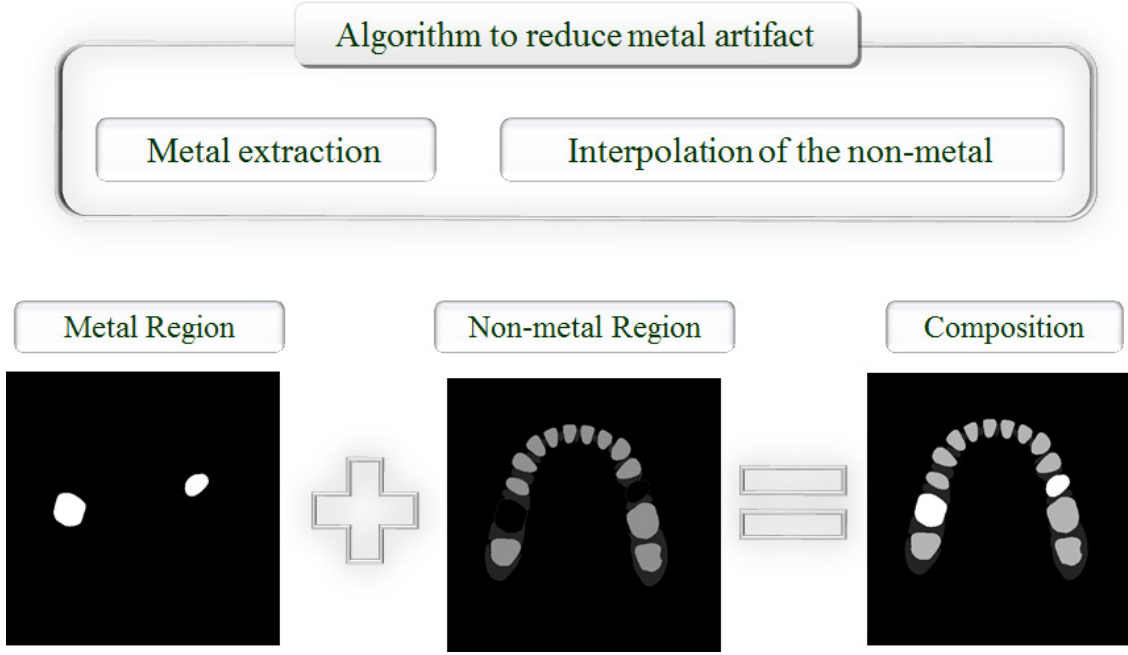 Algorithm to reduce metal artifact
Metal extraction
Interpolation of the non-metal
Metal Region
Non-metal Region
Composition